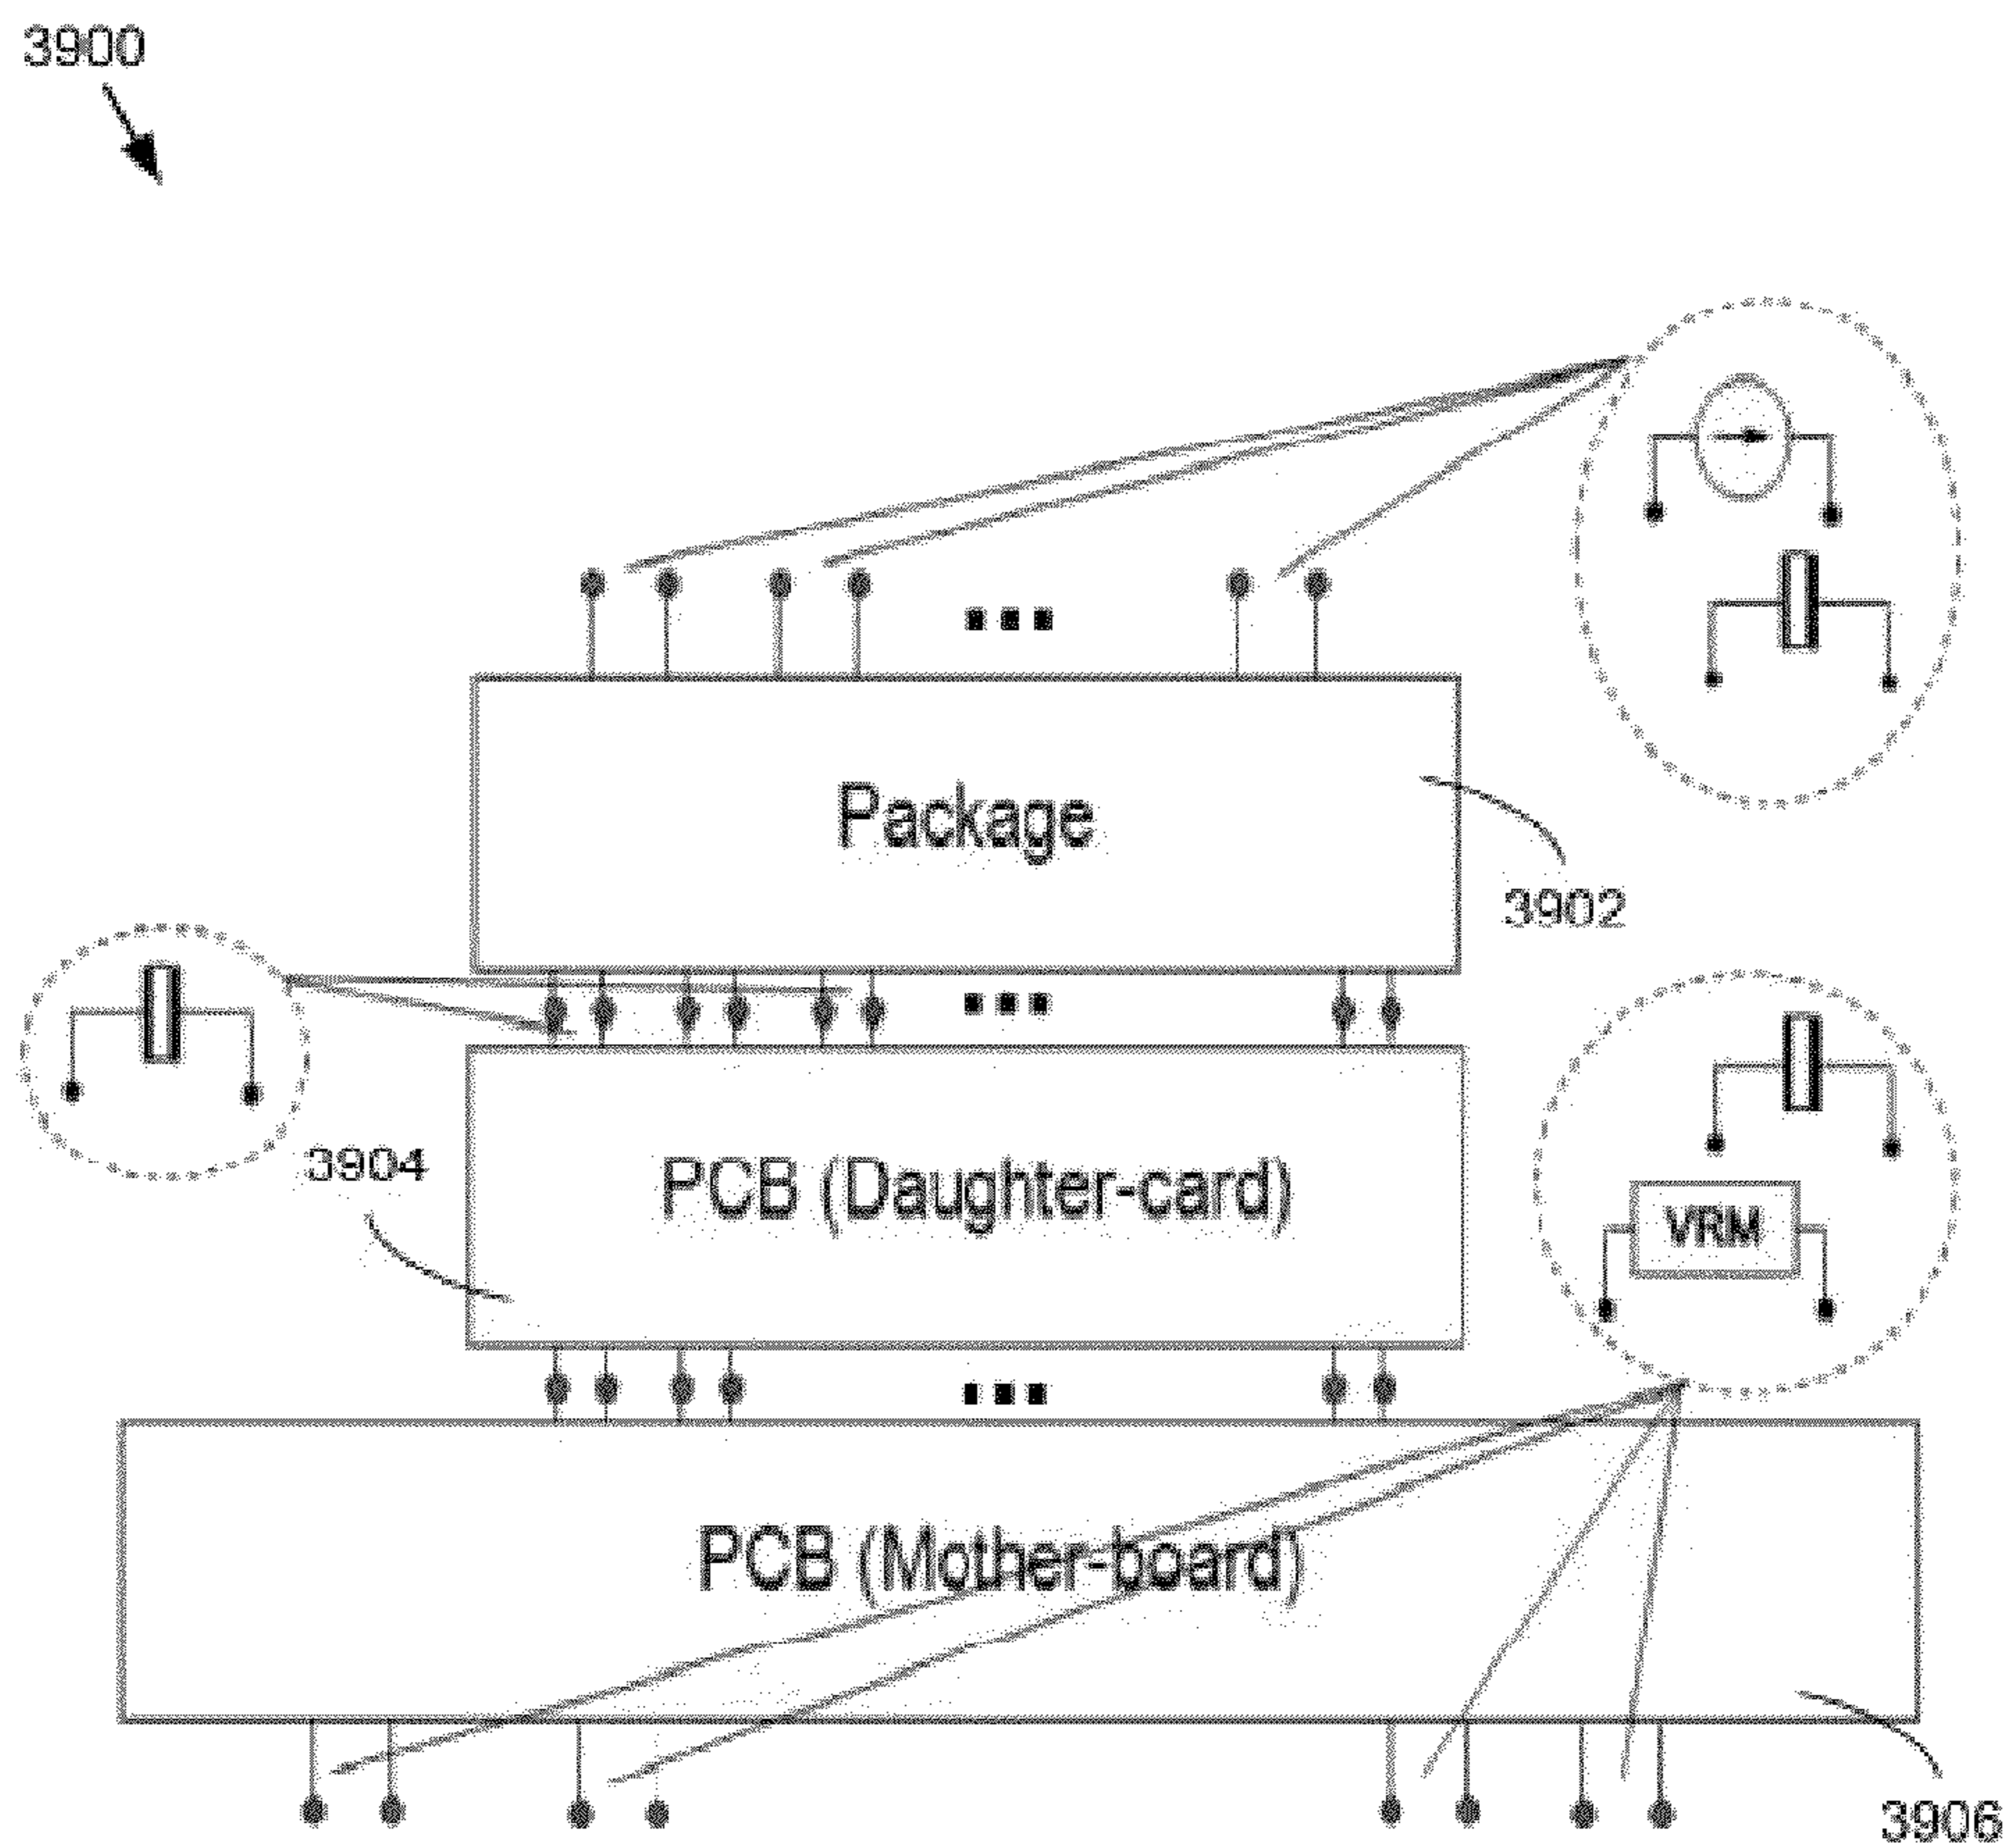 3900
Package
3902
3904
PCB (Daughter-card)
VRM
PCB (Mother-board)
3906